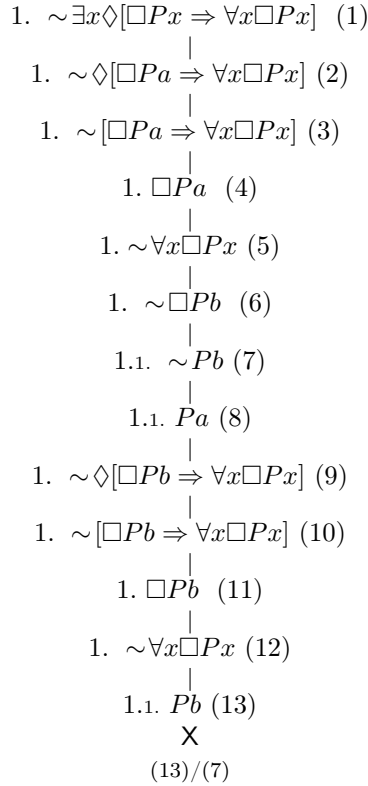 1. ∼∃x◊[□Px ⇒ ∀x□Px] (1)
1. ∼◊[□Pa ⇒ ∀x□Px] (2)
1. ∼[□Pa ⇒ ∀x□Px] (3)
1. □Pa (4)
1. ∼∀x□Px (5)
1. ∼□Pb (6)
1.1. ∼Pb (7)
1.1. Pa (8)
1. ∼◊[□Pb ⇒ ∀x□Px] (9)
1. ∼[□Pb ⇒ ∀x□Px] (10)
1. □Pb (11)
1. ∼∀x□Px (12)
1.1. Pb (13)
X
(13)/(7)